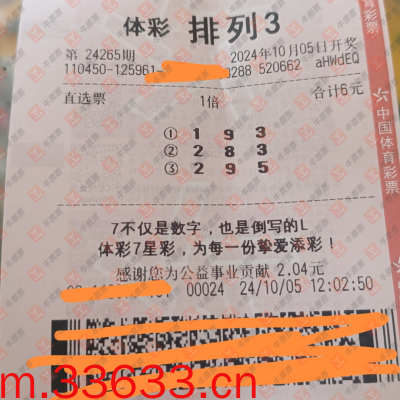 体彩 排列3
第 24265期 2024年10月05日开奖
110450-125961- 3288 520662 aHWdEQ
直选票 1倍 合计6元
① 1 9 3
② 2 8 3
③ 2 9 5
7不仅是数字，也是倒写的L
体彩7星彩，为每一份挚爱添彩！
感谢您为公益事业贡献 2.04元
00024 24/10/05 12:02:50
中国体育彩票
m.33633.cn